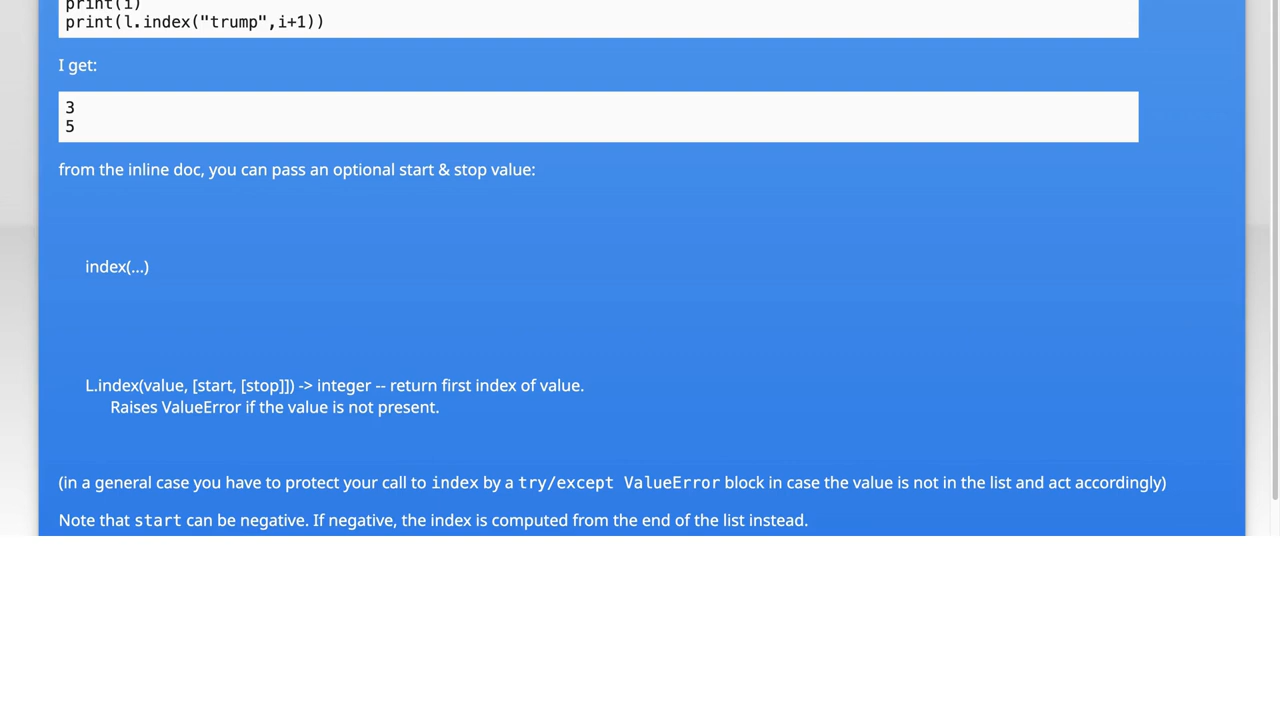 print(i)
print(l.index("trump",i+1))
I get:
3
5
from the inline doc, you can pass an optional start & stop value:
index(...)
L.index(value, [start, [stop]]) -> integer -- return first index of value.
Raises ValueError if the value is not present.
(in a general case you have to protect your call to index by a try/except ValueError block in case the value is not in the list and act accordingly)
Note that start can be negative. If negative, the index is computed from the end of the list instead.